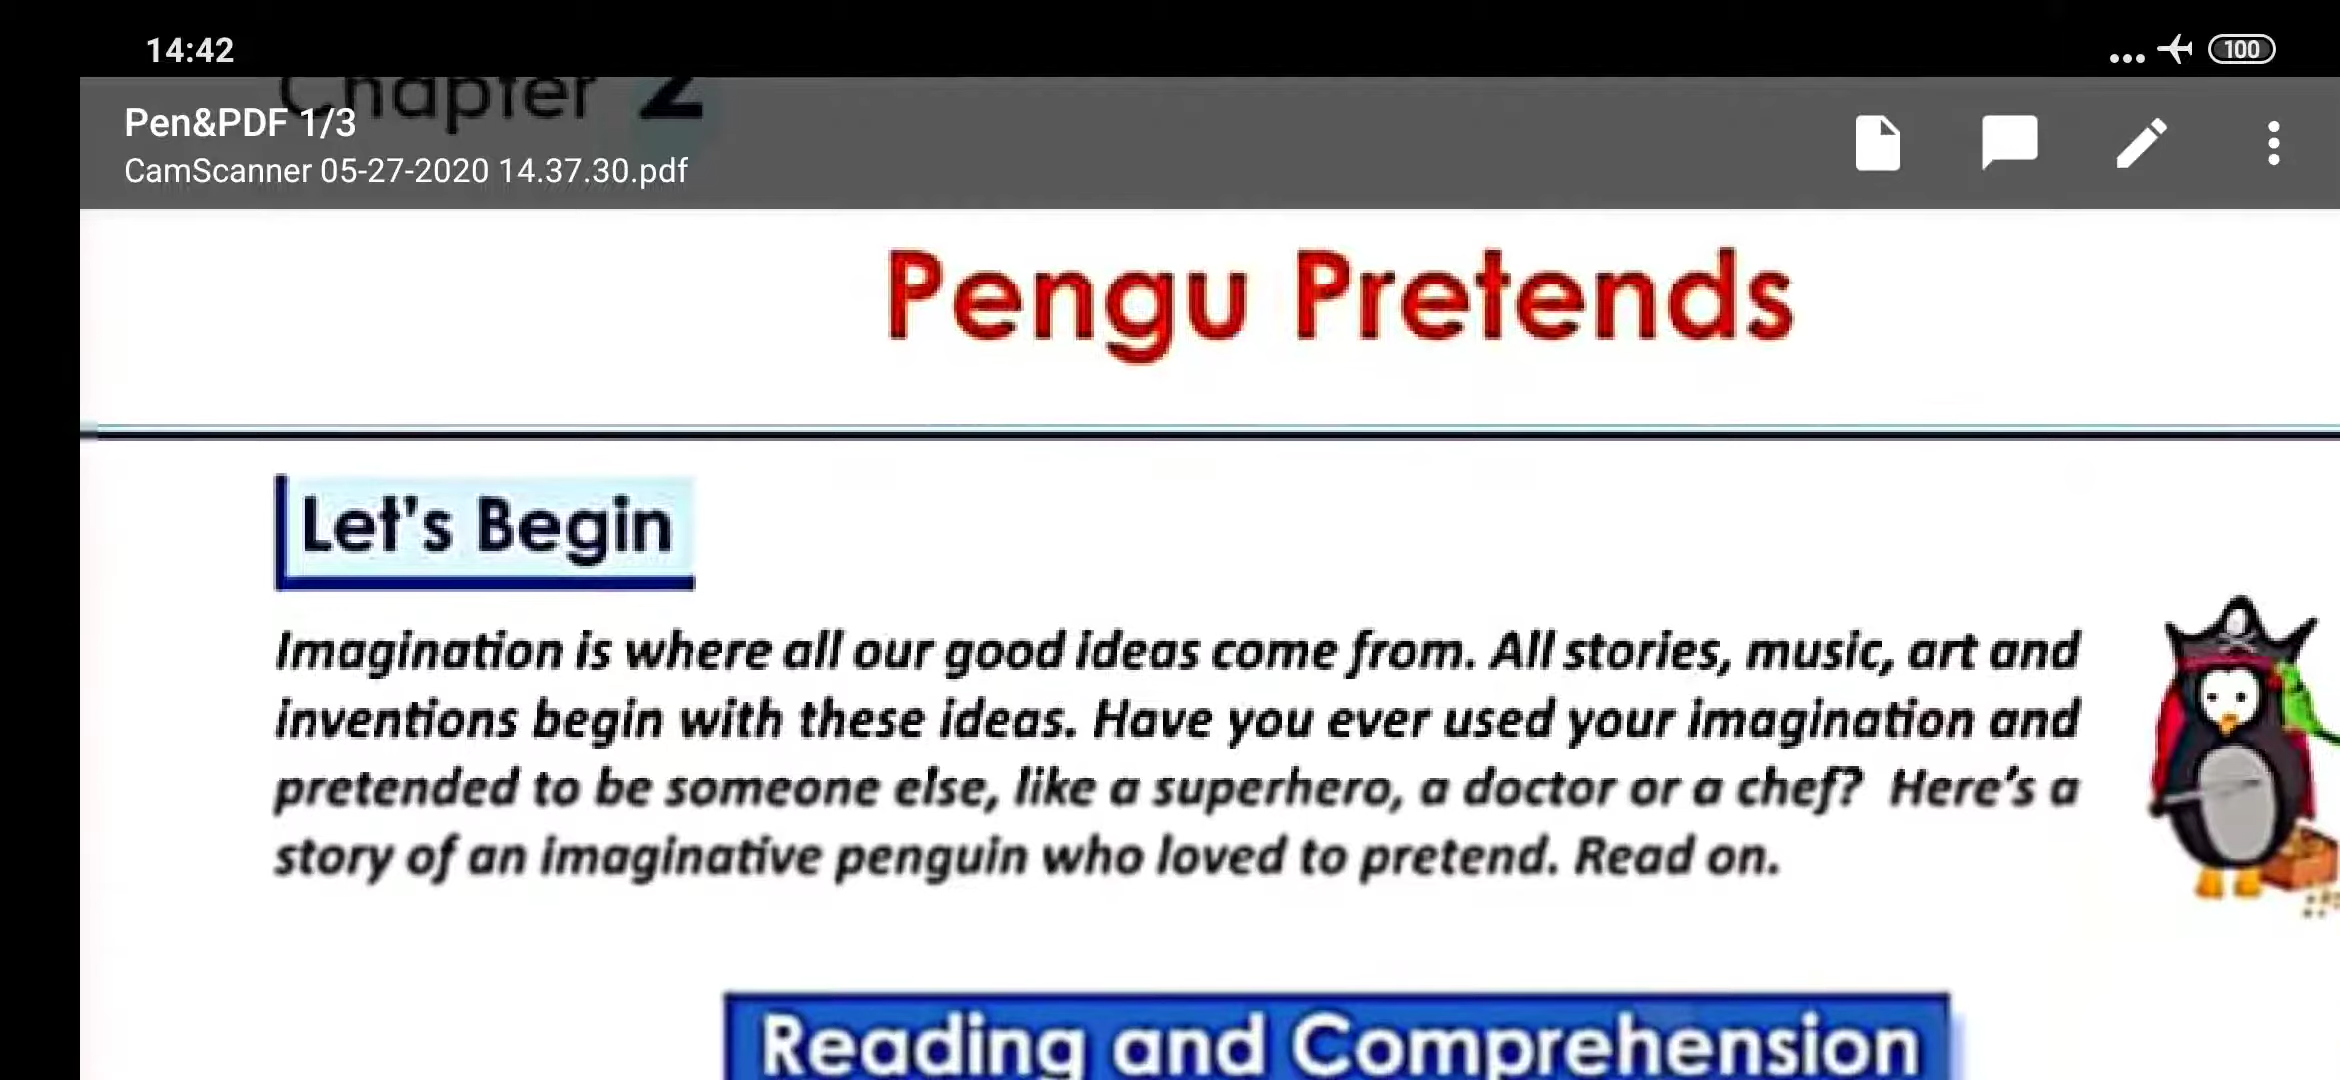 14:42
100
Chapter 2
Pen&PDF 1/3
CamScanner 05-27-2020 14.37.30.pdf
Pengu Pretends
Let's Begin
Imagination is where all our good ideas come from. All stories, music, art and
inventions begin with these ideas. Have you ever used your imagination and
pretended to be someone else, like a superhero, a doctor or a chef? Here's a
story of an imaginative penguin who loved to pretend. Read on.
Reading and Comprehension